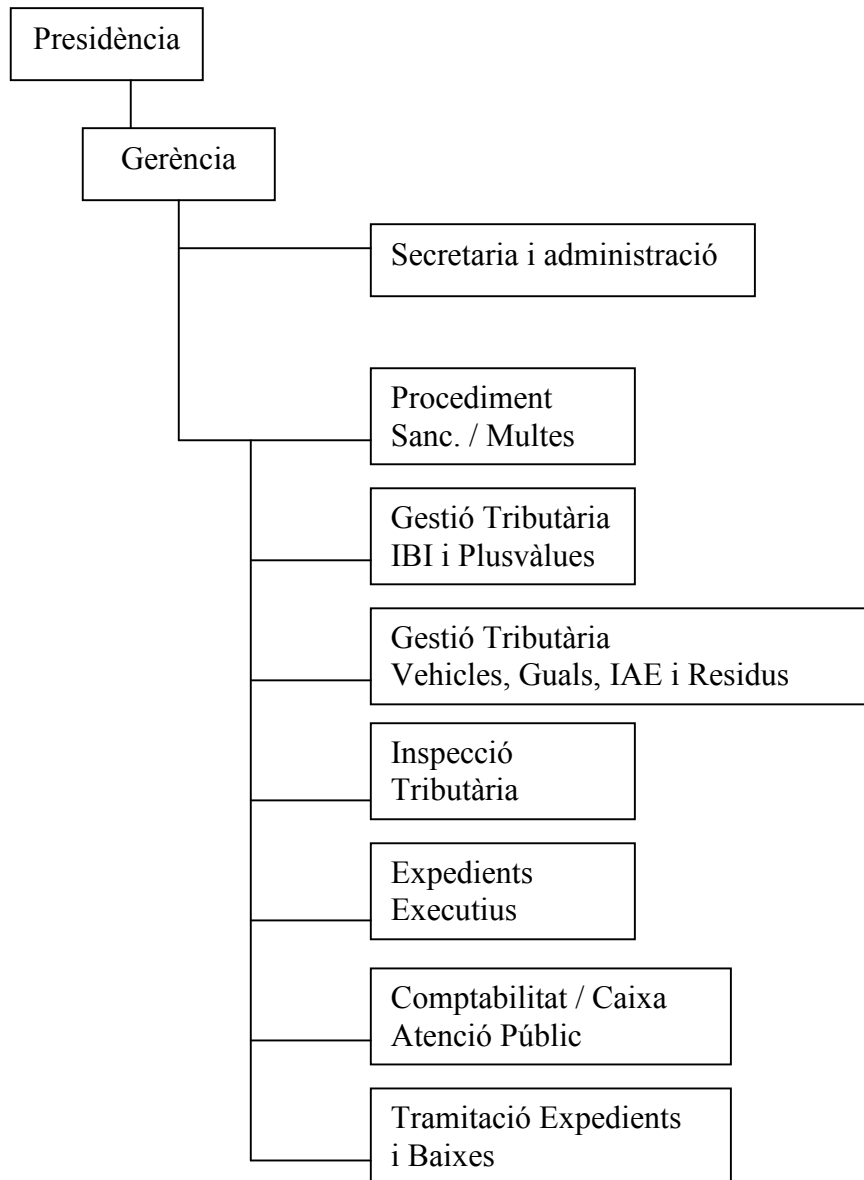 Presidència
Gerència
Secretaria i administració
Procediment
Sanc. / Multes
Gestió Tributària
IBI i Plusvàlues
Gestió Tributària
Vehicles, Guals, IAE i Residus
Inspecció
Tributària
Expedients
Executius
Comptabilitat / Caixa
Atenció Públic
Tramitació Expedients
i Baixes